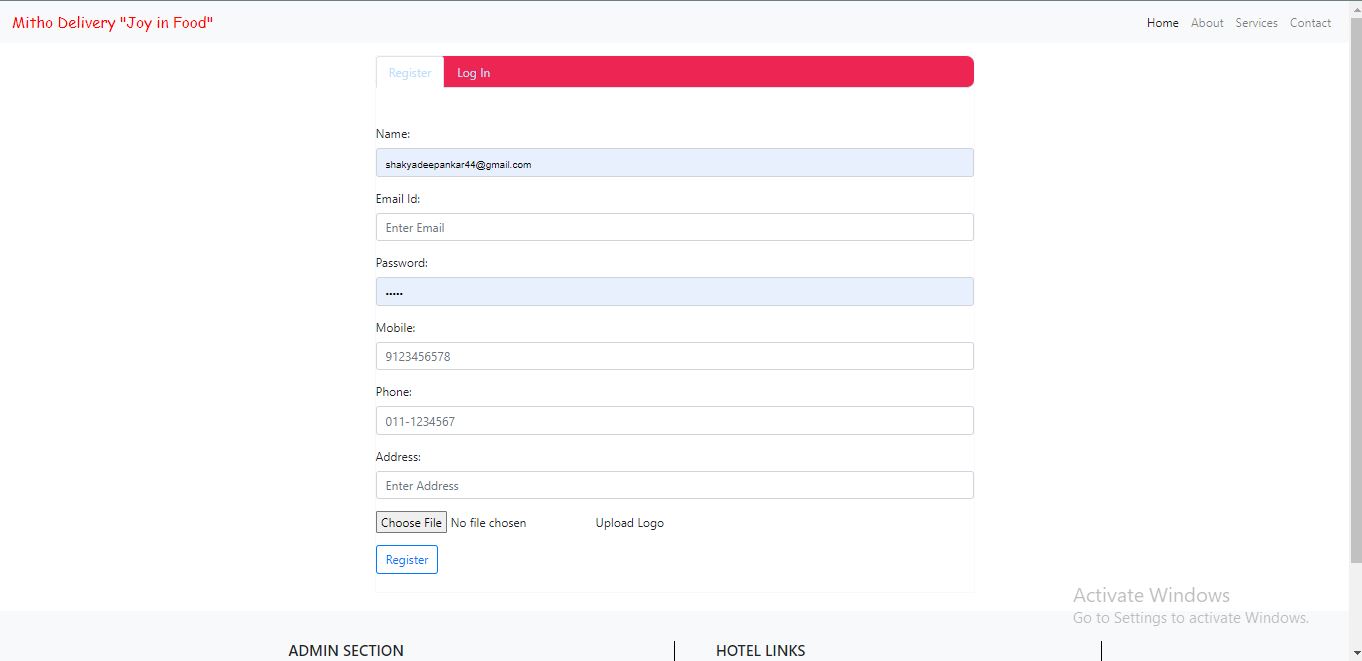 Mitho Delivery "Joy in Food"
Home About Services Contact
Register Log In
Name:
shakyadeepankar44@gmail.com
Email Id:
Enter Email
Password:
•••••
Mobile:
9123456578
Phone:
011-1234567
Address:
Enter Address
Choose File No file chosen Upload Logo
Register
Activate Windows
Go to Settings to activate Windows.
ADMIN SECTION HOTEL LINKS